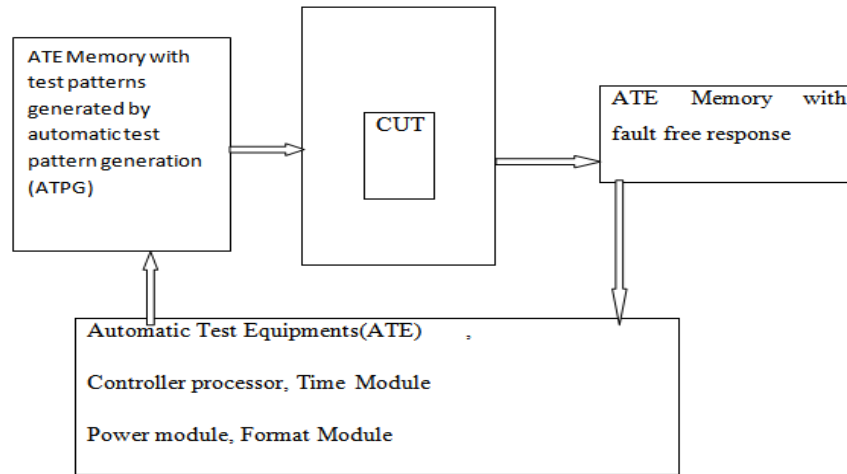 ATE Memory with
test patterns
generated by
automatic test
pattern generation
(ATPG)
CUT
ATE Memory with
fault free response
Automatic Test Equipments(ATE) ,
Controller processor, Time Module
Power module, Format Module